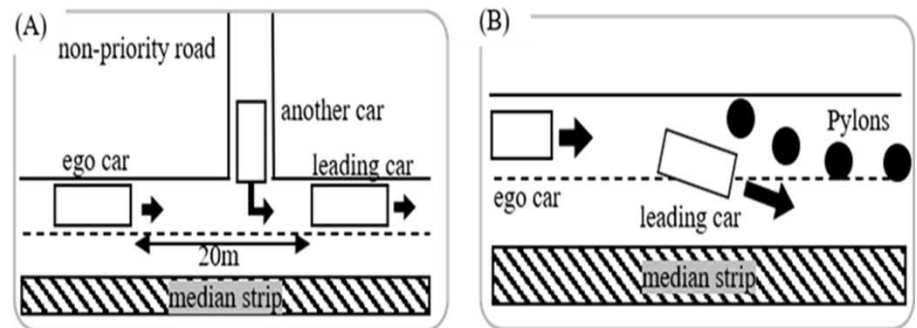 (A)
non-priority road
another car
ego car
leading car
20m
median strip
(B)
Pylons
ego car
leading car
median strip